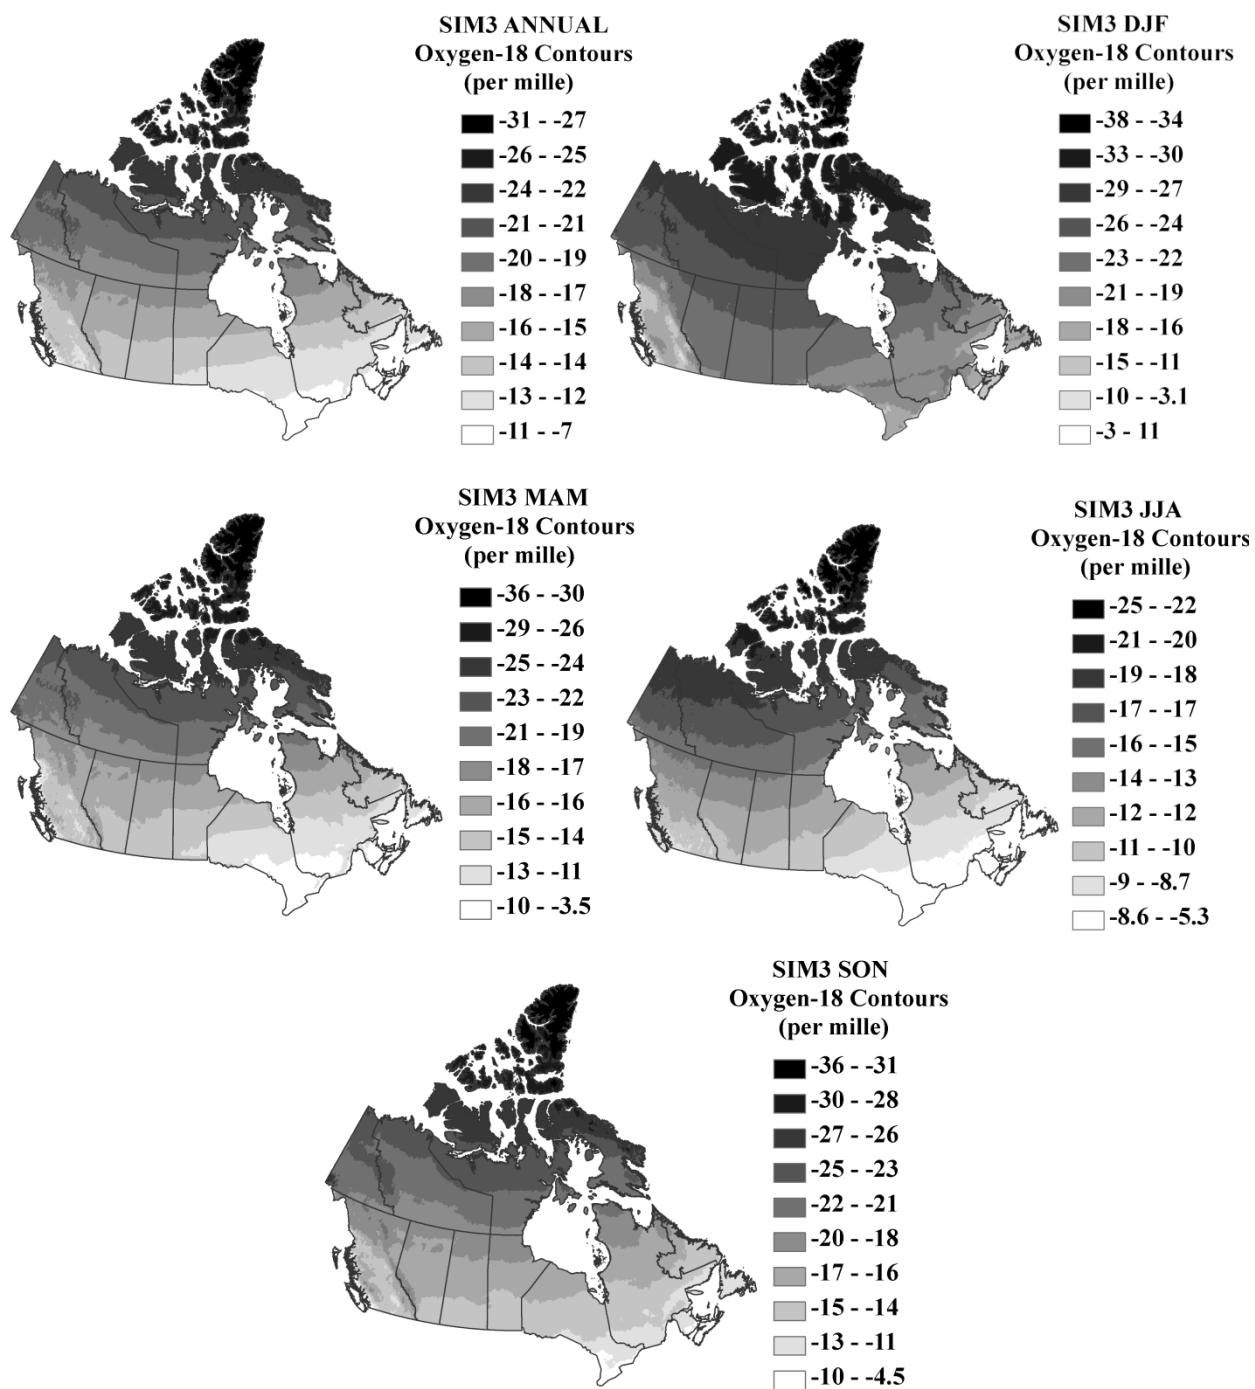 SIM3 ANNUAL
Oxygen-18 Contours
(per mille)
-31 - -27
-26 - -25
-24 - -22
-21 - -21
-20 - -19
-18 - -17
-16 - -15
-14 - -14
-13 - -12
-11 - -7
SIM3 DJF
Oxygen-18 Contours
(per mille)
-38 - -34
-33 - -30
-29 - -27
-26 - -24
-23 - -22
-21 - -19
-18 - -16
-15 - -11
-10 - -3.1
-3 - 11
SIM3 MAM
Oxygen-18 Contours
(per mille)
-36 - -30
-29 - -26
-25 - -24
-23 - -22
-21 - -19
-18 - -17
-16 - -16
-15 - -14
-13 - -11
-10 - -3.5
SIM3 JJA
Oxygen-18 Contours
(per mille)
-25 - -22
-21 - -20
-19 - -18
-17 - -17
-16 - -15
-14 - -13
-12 - -12
-11 - -10
-9 - -8.7
-8.6 - -5.3
SIM3 SON
Oxygen-18 Contours
(per mille)
-36 - -31
-30 - -28
-27 - -26
-25 - -23
-22 - -21
-20 - -18
-17 - -16
-15 - -14
-13 - -11
-10 - -4.5